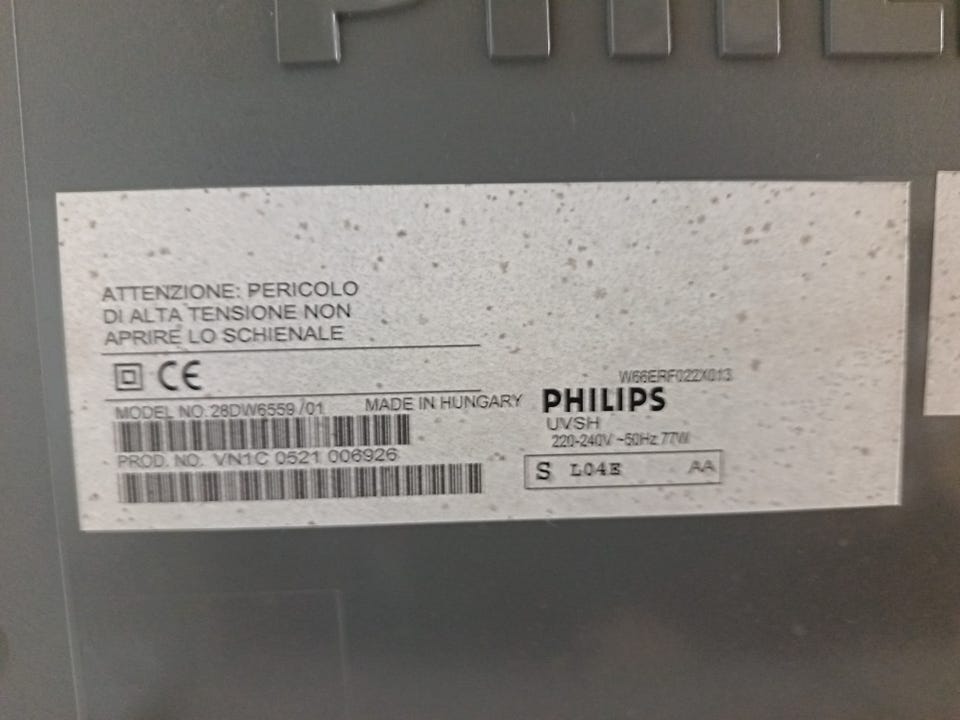 PHIL
ATTENZIONE: PERICOLO
DI ALTA TENSIONE NON
APRIRE LO SCHIENALE
CE
MODEL NO: 28DW6559 /01 MADE IN HUNGARY
PROD. NO. VN1C 0521 006926
W66ERF022X013
PHILIPS
UVSH
220-240V ~50Hz 77W
S L04E AA